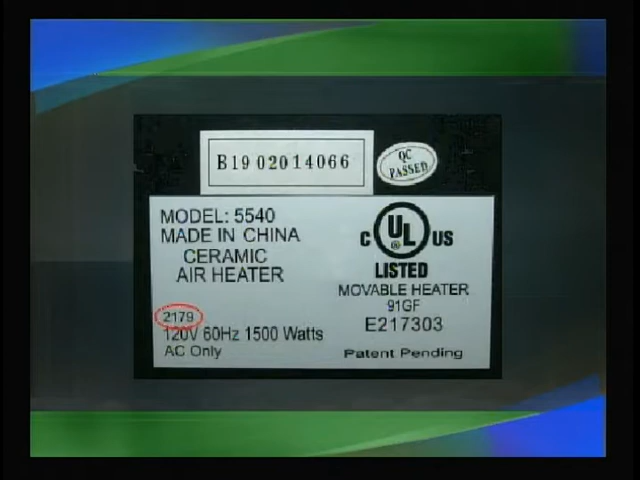 B19 02014066
QC
PASSED
MODEL: 5540
MADE IN CHINA
CERAMIC
AIR HEATER
2179
120V 60Hz 1500 Watts
AC Only
C UL US
®
LISTED
MOVABLE HEATER
91GF
E217303
Patent Pending